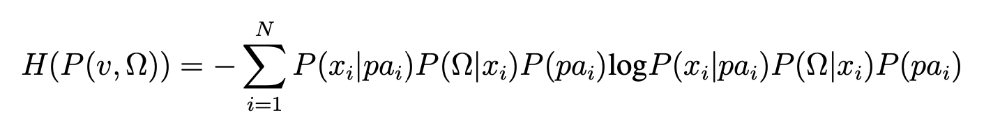 H(P(v, Ω)) = − ∑_{i=1}^{N} P(x_i|pa_i)P(Ω|x_i)P(pa_i)logP(x_i|pa_i)P(Ω|x_i)P(pa_i)